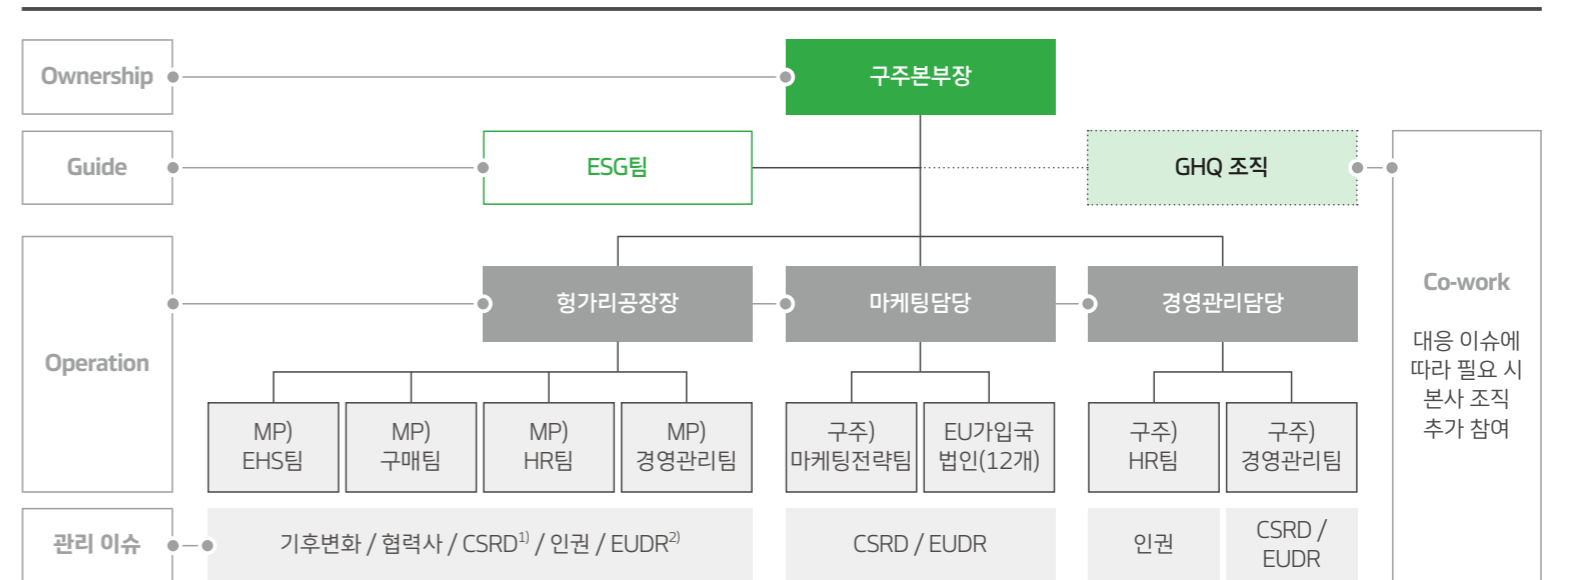 Ownership
구주본부장
Guide
ESG팀
GHQ 조직
Operation
헝가리공장장
마케팅담당
경영관리담당
MP)
EHS팀
MP)
구매팀
MP)
HR팀
MP)
경영관리팀
구주)
마케팅전략팀
EU가입국
법인(12개)
구주)
HR팀
구주)
경영관리팀
Co-work
대응 이슈에
따라 필요 시
본사 조직
추가 참여
관리 이슈
기후변화 / 협력사 / CSRD1) / 인권 / EUDR2)
CSRD / EUDR
인권
CSRD /
EUDR